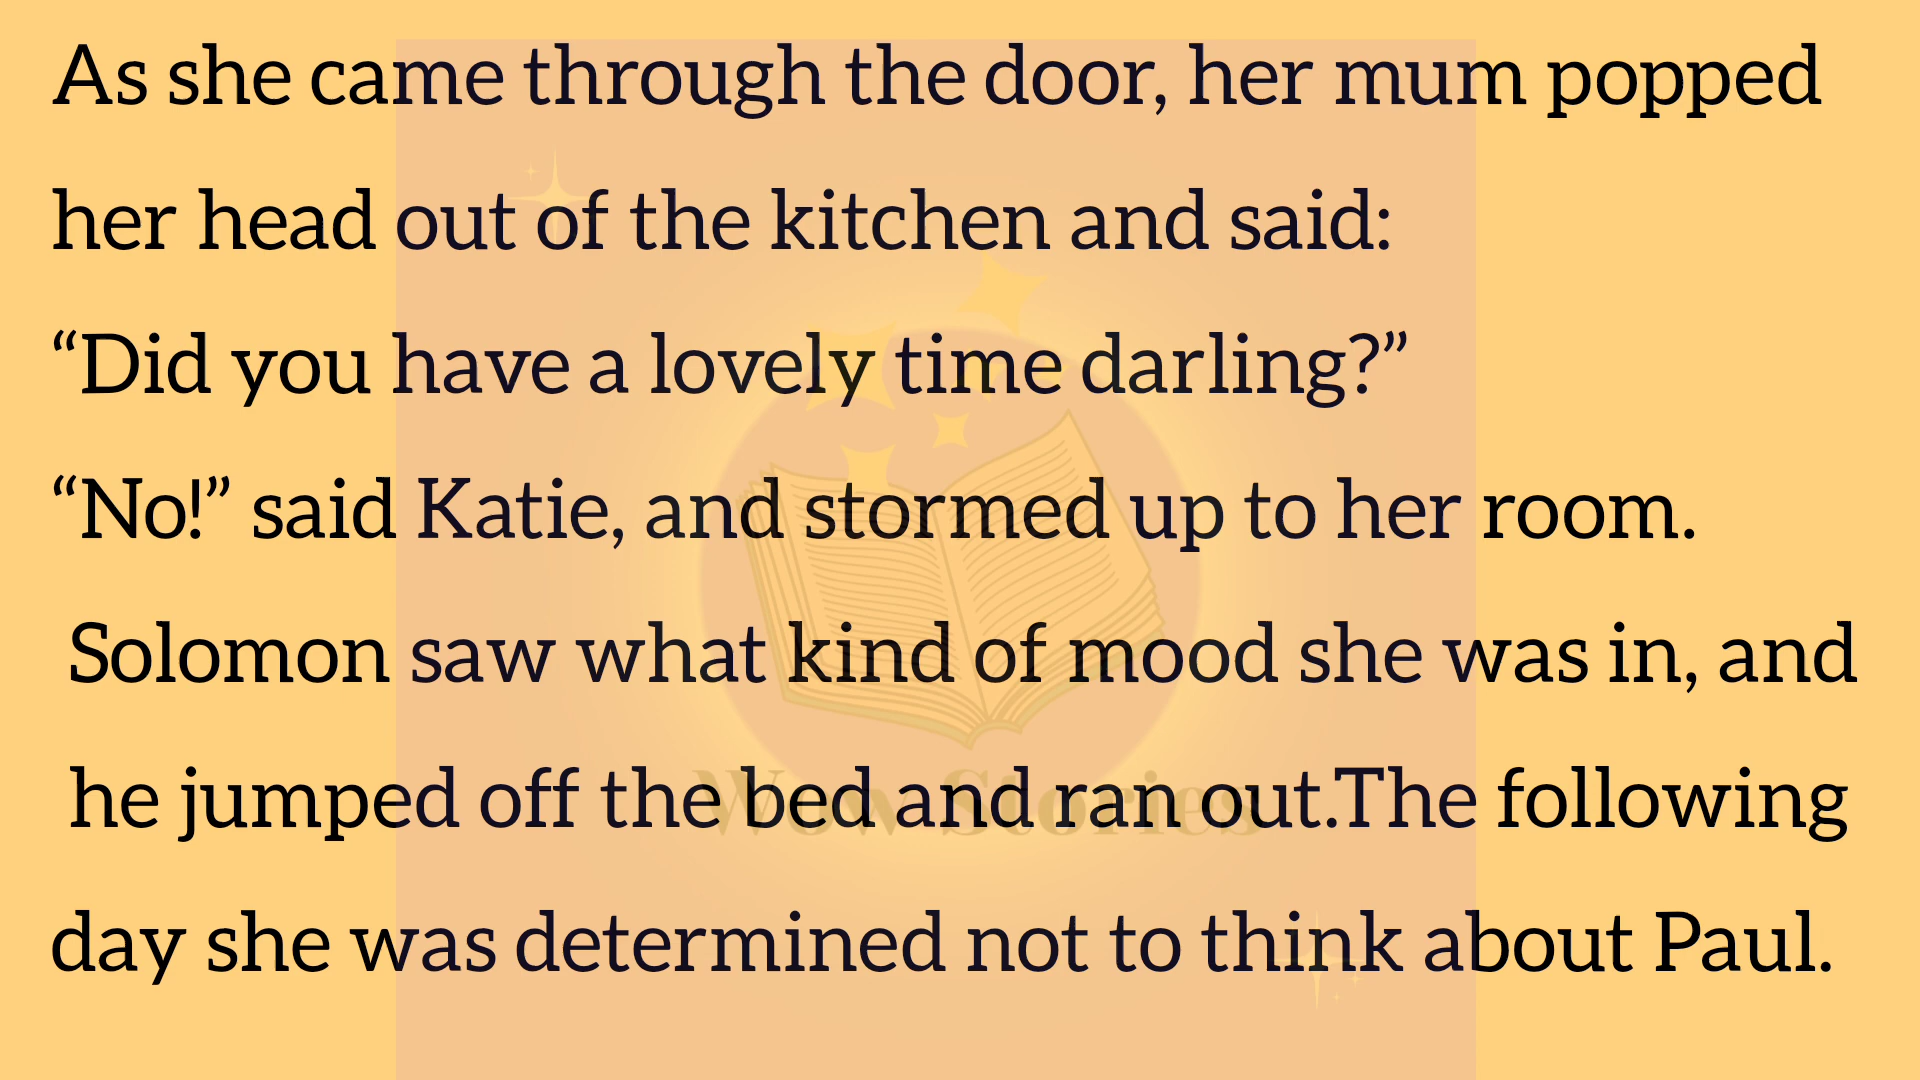 As she came through the door, her mum popped
her head out of the kitchen and said:
“Did you have a lovely time darling?”
“No!” said Katie, and stormed up to her room.
Solomon saw what kind of mood she was in, and
he jumped off the bed and ran out.The following
day she was determined not to think about Paul.
Wow Stories